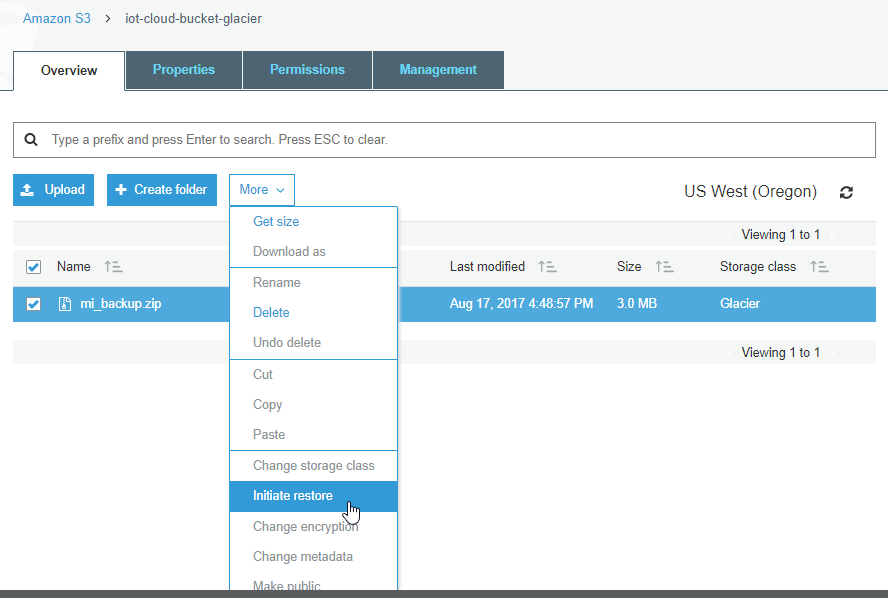 Amazon S3 > iot-cloud-bucket-glacier
Overview Properties Permissions Management
Type a prefix and press Enter to search. Press ESC to clear.
Upload Create folder More US West (Oregon)
Viewing 1 to 1
Name Last modified Size Storage class
mi_backup.zip Aug 17, 2017 4:48:57 PM 3.0 MB Glacier
Viewing 1 to 1
Get size
Download as
Rename
Delete
Undo delete
Cut
Copy
Paste
Change storage class
Initiate restore
Change encryption
Change metadata
Make public